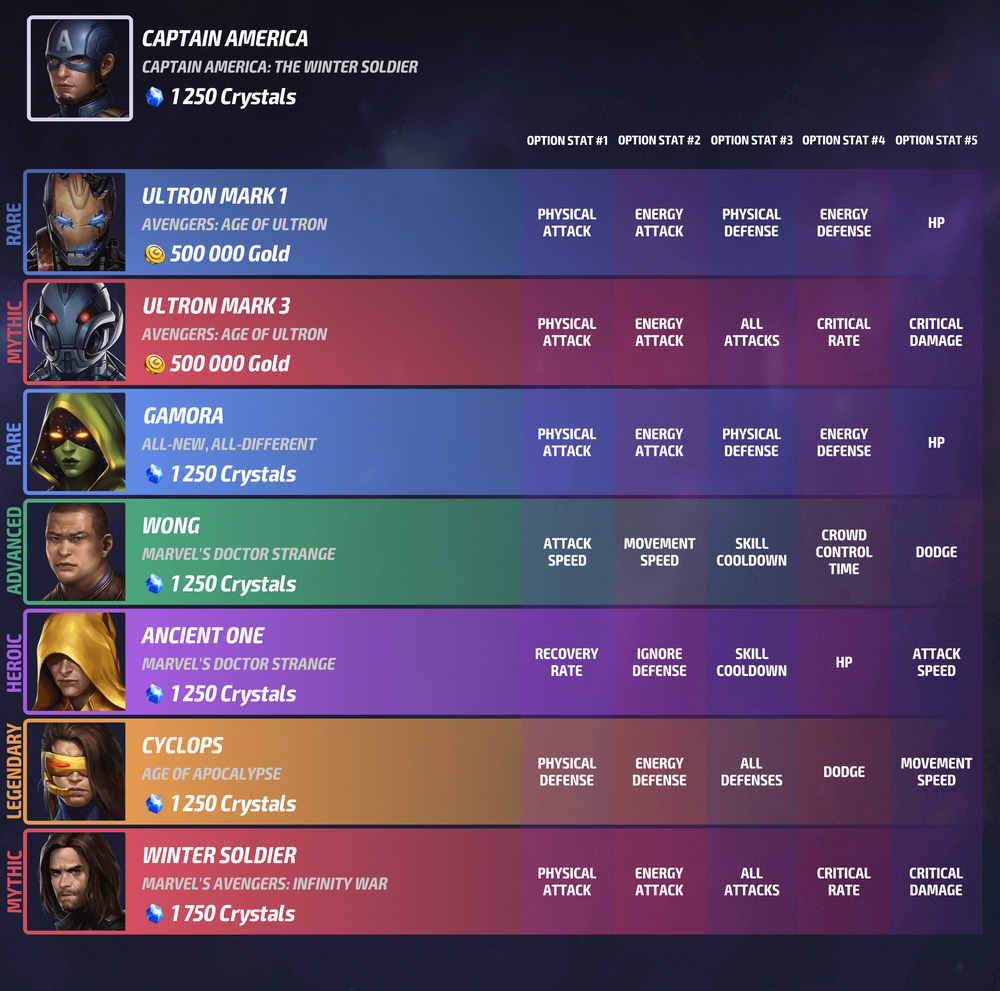 CAPTAIN AMERICA
CAPTAIN AMERICA: THE WINTER SOLDIER
1 250 Crystals
OPTION STAT #1 OPTION STAT #2 OPTION STAT #3 OPTION STAT #4 OPTION STAT #5
RARE
ULTRON MARK 1
AVENGERS: AGE OF ULTRON
500 000 Gold
PHYSICAL
ATTACK
ENERGY
ATTACK
PHYSICAL
DEFENSE
ENERGY
DEFENSE
HP
MYTHIC
ULTRON MARK 3
AVENGERS: AGE OF ULTRON
500 000 Gold
PHYSICAL
ATTACK
ENERGY
ATTACK
ALL
ATTACKS
CRITICAL
RATE
CRITICAL
DAMAGE
RARE
GAMORA
ALL-NEW, ALL-DIFFERENT
1 250 Crystals
PHYSICAL
ATTACK
ENERGY
ATTACK
PHYSICAL
DEFENSE
ENERGY
DEFENSE
HP
ADVANCED
WONG
MARVEL'S DOCTOR STRANGE
1 250 Crystals
ATTACK
SPEED
MOVEMENT
SPEED
SKILL
COOLDOWN
CROWD
CONTROL
TIME
DODGE
HEROIC
ANCIENT ONE
MARVEL'S DOCTOR STRANGE
1 250 Crystals
RECOVERY
RATE
IGNORE
DEFENSE
SKILL
COOLDOWN
HP
ATTACK
SPEED
LEGENDARY
CYCLOPS
AGE OF APOCALYPSE
1 250 Crystals
PHYSICAL
DEFENSE
ENERGY
DEFENSE
ALL
DEFENSES
DODGE
MOVEMENT
SPEED
MYTHIC
WINTER SOLDIER
MARVEL'S AVENGERS: INFINITY WAR
1 750 Crystals
PHYSICAL
ATTACK
ENERGY
ATTACK
ALL
ATTACKS
CRITICAL
RATE
CRITICAL
DAMAGE